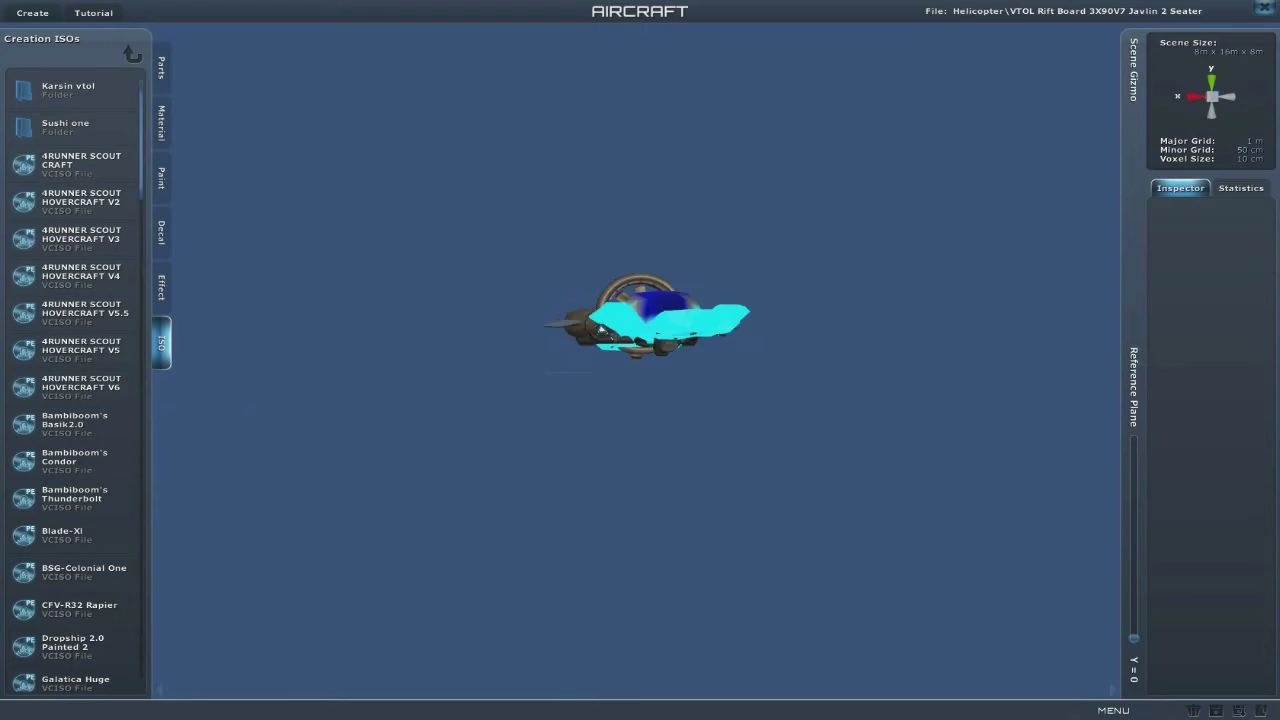 Create
Tutorial
AIRCRAFT
File: Helicopter\VTOL Rift Board 3X90V7 Javlin 2 Seater
Creation ISOs
Karsin vtol
Folder
Sushi one
Folder
4RUNNER SCOUT
CRAFT
VCISO File
4RUNNER SCOUT
HOVERCRAFT V2
VCISO File
4RUNNER SCOUT
HOVERCRAFT V3
VCISO File
4RUNNER SCOUT
HOVERCRAFT V4
VCISO File
4RUNNER SCOUT
HOVERCRAFT V5.5
VCISO File
4RUNNER SCOUT
HOVERCRAFT V5
VCISO File
4RUNNER SCOUT
HOVERCRAFT V6
VCISO File
Bambiboom's
Basik2.0
VCISO File
Bambiboom's
Condor
VCISO File
Bambiboom's
Thunderbolt
VCISO File
Blade-XI
VCISO File
BSG-Colonial One
VCISO File
CFV-R32 Rapier
VCISO File
Dropship 2.0
Painted 2
VCISO File
Galatica Huge
VCISO File
Parts
Material
Paint
Decal
Effect
ISO
Scene Gizmo
Reference Plane
Y = 0
Scene Size:
8m x 16m x 8m
y
x
Major Grid: 1 m
Minor Grid: 50 cm
Voxel Size: 10 cm
Inspector
Statistics
MENU